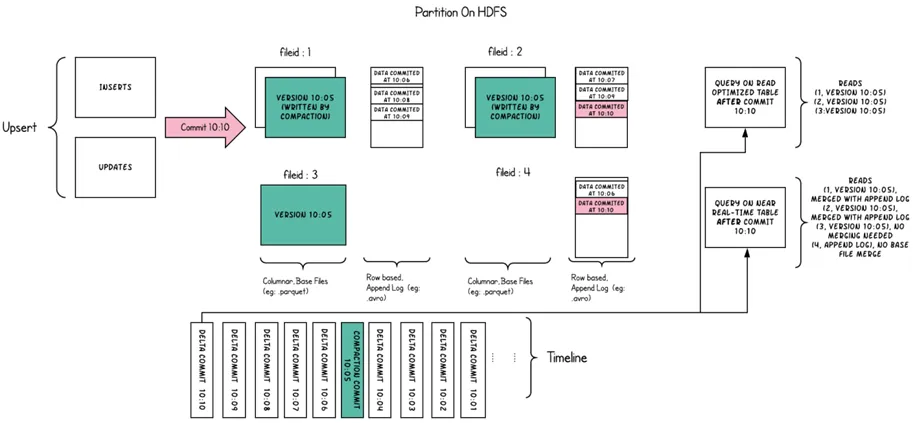 Partition On HDFS
Upsert
INSERTS
UPDATES
Commit 10:10
fileid : 1
VERSION 10:05
(WRITTEN BY
COMPACTION)
DATA COMMITED
AT 10:06
DATA COMMITED
AT 10:08
DATA COMMITED
AT 10:09
fileid : 2
VERSION 10:05
(WRITTEN BY
COMPACTION)
DATA COMMITED
AT 10:07
DATA COMMITED
AT 10:09
DATA COMMITED
AT 10:10
fileid : 3
VERSION 10:05
fileid : 4
DATA COMMITED
AT 10:06
DATA COMMITED
AT 10:10
Columnar, Base Files
(eg: .parquet)
Row based,
Append Log (eg:
.avro)
Columnar, Base Files
(eg: .parquet)
Row based,
Append Log (eg:
.avro)
QUERY ON READ
OPTIMIZED TABLE
AFTER COMMIT
10:10
READS
(1, VERSION 10:05)
(2, VERSION 10:05)
(3:VERSION 10:05)
QUERY ON NEAR
REAL-TIME TABLE
AFTER COMMIT
10:10
READS
(1, VERSION 10:05),
MERGED WITH APPEND LOG
(2, VERSION 10:05),
MERGED WITH APPEND LOG
(3, VERSION 10:05), NO
MERGING NEEDED
(4, APPEND LOG), NO BASE
FILE MERGE
DELTA COMMIT 10:10
DELTA COMMIT 10:09
DELTA COMMIT 10:08
DELTA COMMIT 10:07
DELTA COMMIT 10:06
COMPACTION COMMIT
10:05
DELTA COMMIT 10:04
DELTA COMMIT 10:03
DELTA COMMIT 10:02
DELTA COMMIT 10:01
Timeline